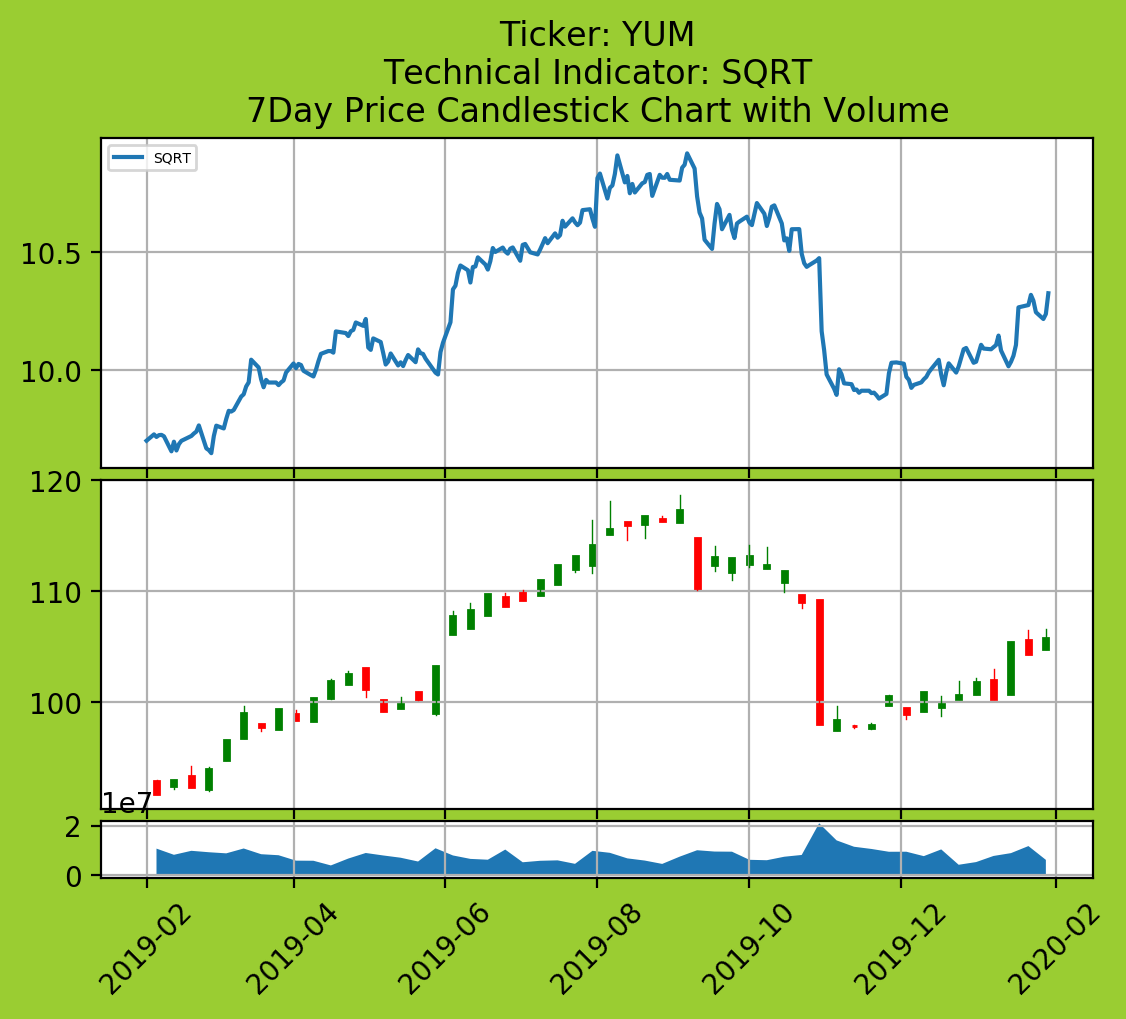 Ticker: YUM
Technical Indicator: SQRT
7Day Price Candlestick Chart with Volume
SQRT
10.5
10.0
120
110
100
1e7
2
0
2019-02
2019-04
2019-06
2019-08
2019-10
2019-12
2020-02